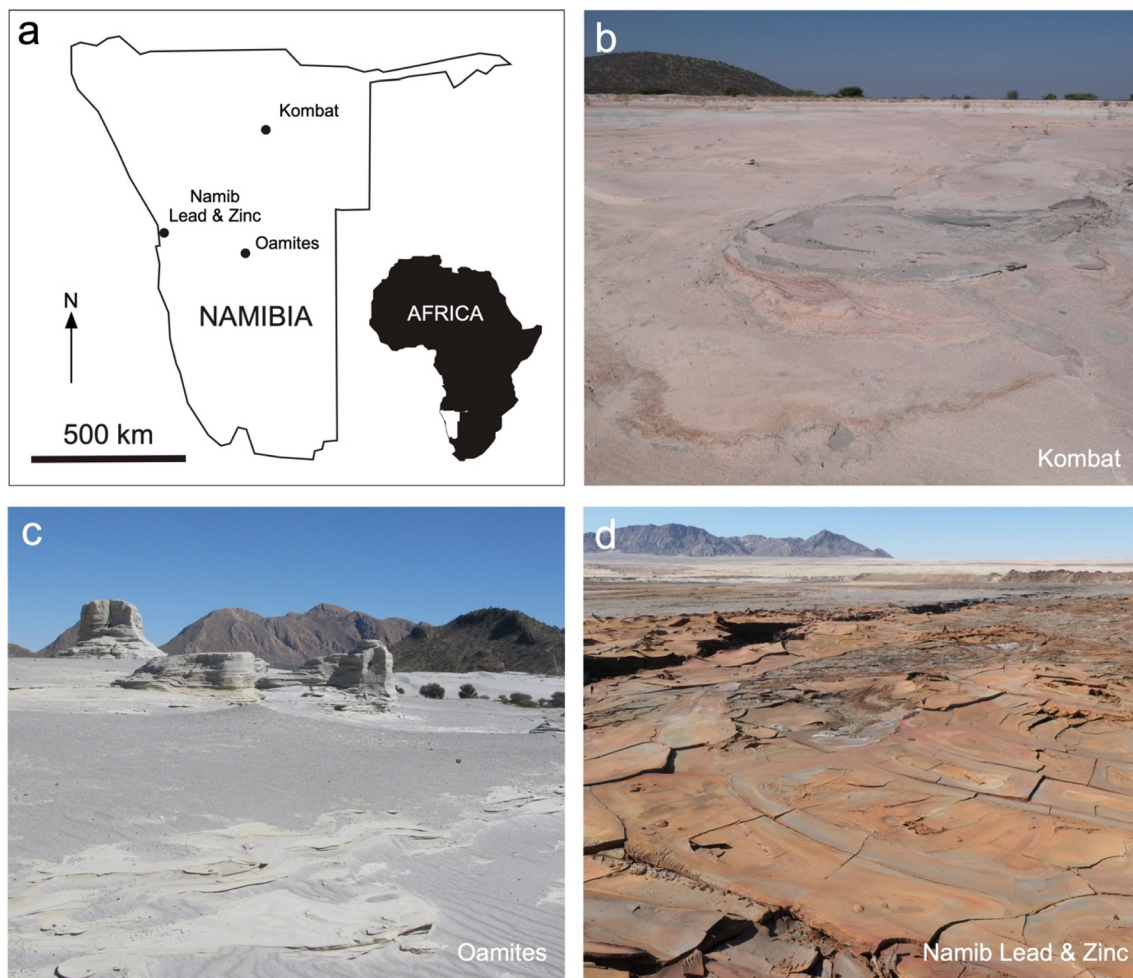 a
Kombat
Namib
Lead & Zinc
Oamites
N
NAMIBIA
AFRICA
500 km
b
Kombat
c
Oamites
d
Namib Lead & Zinc